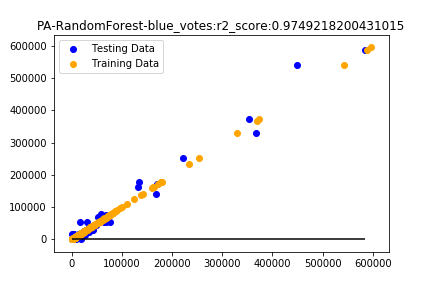 PA-RandomForest-blue_votes:r2_score:0.9749218200431015
Testing Data
Training Data
600000
500000
400000
300000
200000
100000
0
0 100000 200000 300000 400000 500000 600000